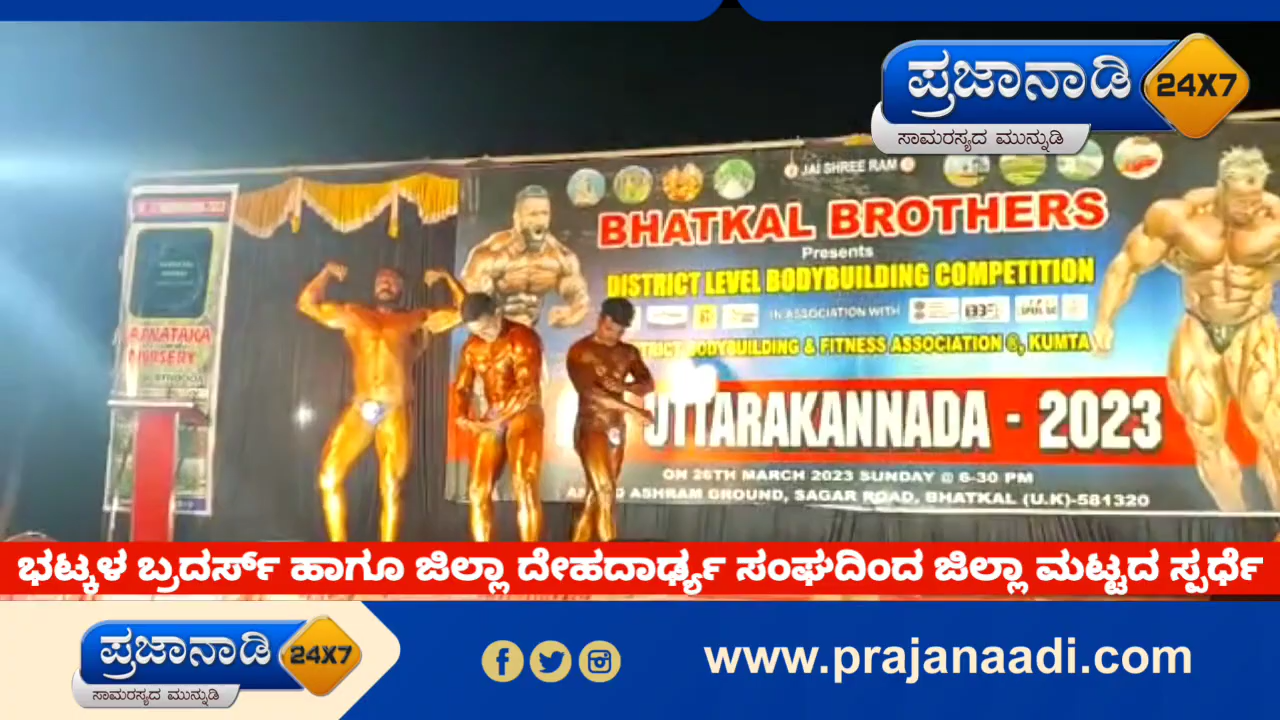 ಪ್ರಜಾನಾಡಿ 24X7
ಸಾಮರಸ್ಯದ ಮುನ್ನುಡಿ
JAI SHREE RAM
BHATKAL BROTHERS
Presents
DISTRICT LEVEL BODYBUILDING COMPETITION
IN ASSOCIATION WITH
BODYBUILDING & FITNESS ASSOCIATION ®, KUMTA
UTTARAKANNADA - 2023
ON 26TH MARCH 2023 SUNDAY @ 6-30 PM
ASHRAM GROUND, SAGAR ROAD, BHATKAL (U.K)-581320
NURSERY
ಭಟ್ಕಳ ಬ್ರದರ್ಸ್ ಹಾಗೂ ಜಿಲ್ಲಾ ದೇಹದಾರ್ಢ್ಯ ಸಂಘದಿಂದ ಜಿಲ್ಲಾ ಮಟ್ಟದ ಸ್ಪರ್ಧೆ
ಪ್ರಜಾನಾಡಿ 24X7
ಸಾಮರಸ್ಯದ ಮುನ್ನುಡಿ
www.prajanaadi.com